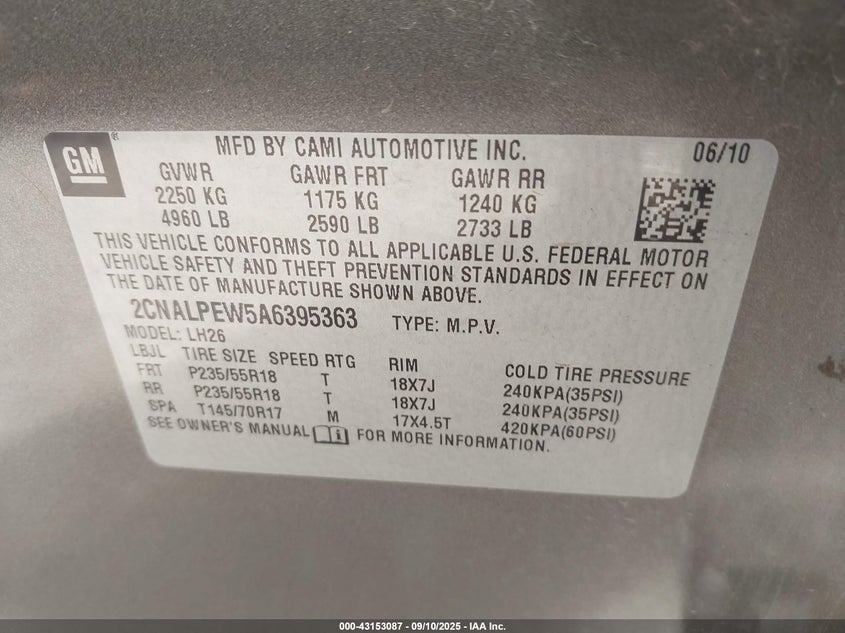 GM ®
MFD BY CAMI AUTOMOTIVE INC. 06/10
GVWR GAWR FRT GAWR RR
2250 KG 1175 KG 1240 KG
4960 LB 2590 LB 2733 LB
THIS VEHICLE CONFORMS TO ALL APPLICABLE U.S. FEDERAL MOTOR
VEHICLE SAFETY AND THEFT PREVENTION STANDARDS IN EFFECT ON
THE DATE OF MANUFACTURE SHOWN ABOVE.
2CNALPEW5A6395363 TYPE: M.P.V.
MODEL: LH26
LBJL TIRE SIZE SPEED RTG RIM COLD TIRE PRESSURE
FRT P235/55R18 T 18X7J 240KPA(35PSI)
RR P235/55R18 T 18X7J 240KPA(35PSI)
SPA T145/70R17 M 17X4.5T 420KPA(60PSI)
SEE OWNER'S MANUAL FOR MORE INFORMATION.
000-43153087 - 09/10/2025 - IAA Inc.